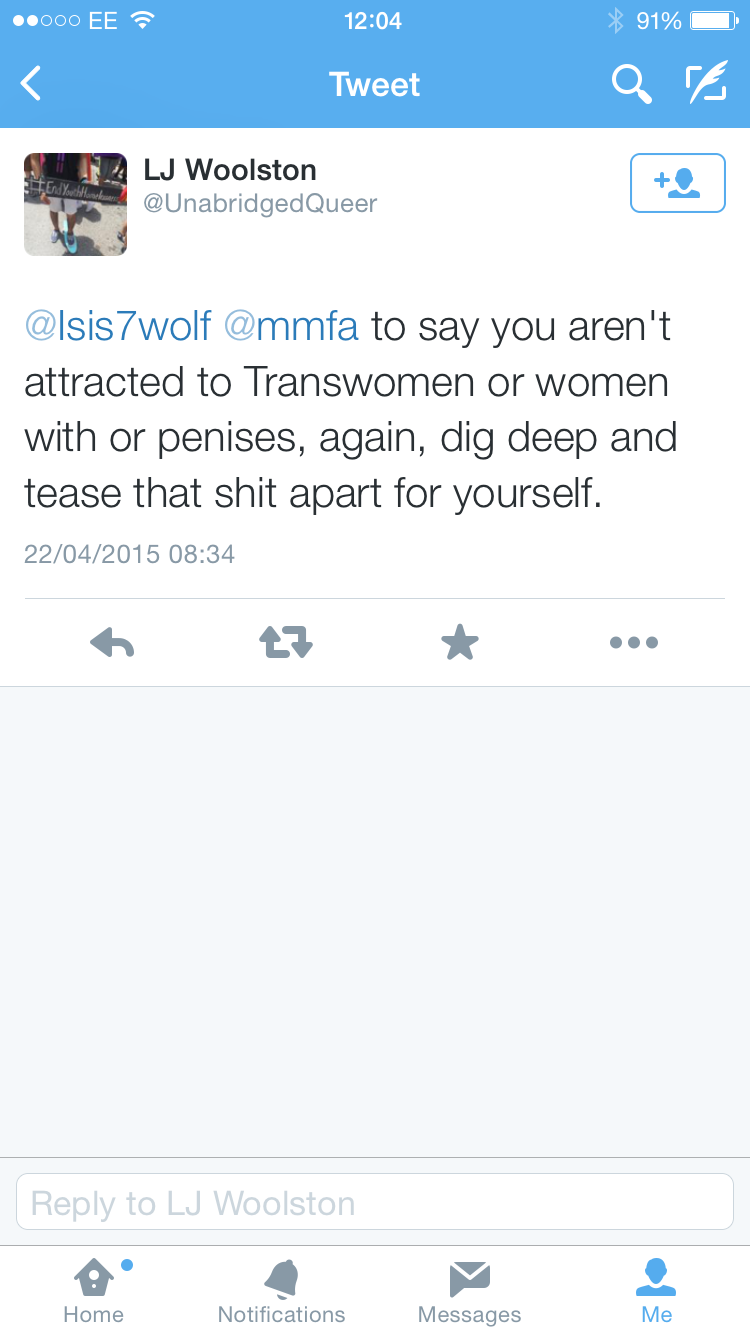 EE 12:04 91%
Tweet
LJ Woolston
@UnabridgedQueer
@Isis7wolf @mmfa to say you aren't
attracted to Transwomen or women
with or penises, again, dig deep and
tease that shit apart for yourself.
22/04/2015 08:34
Reply to LJ Woolston
Home Notifications Messages Me